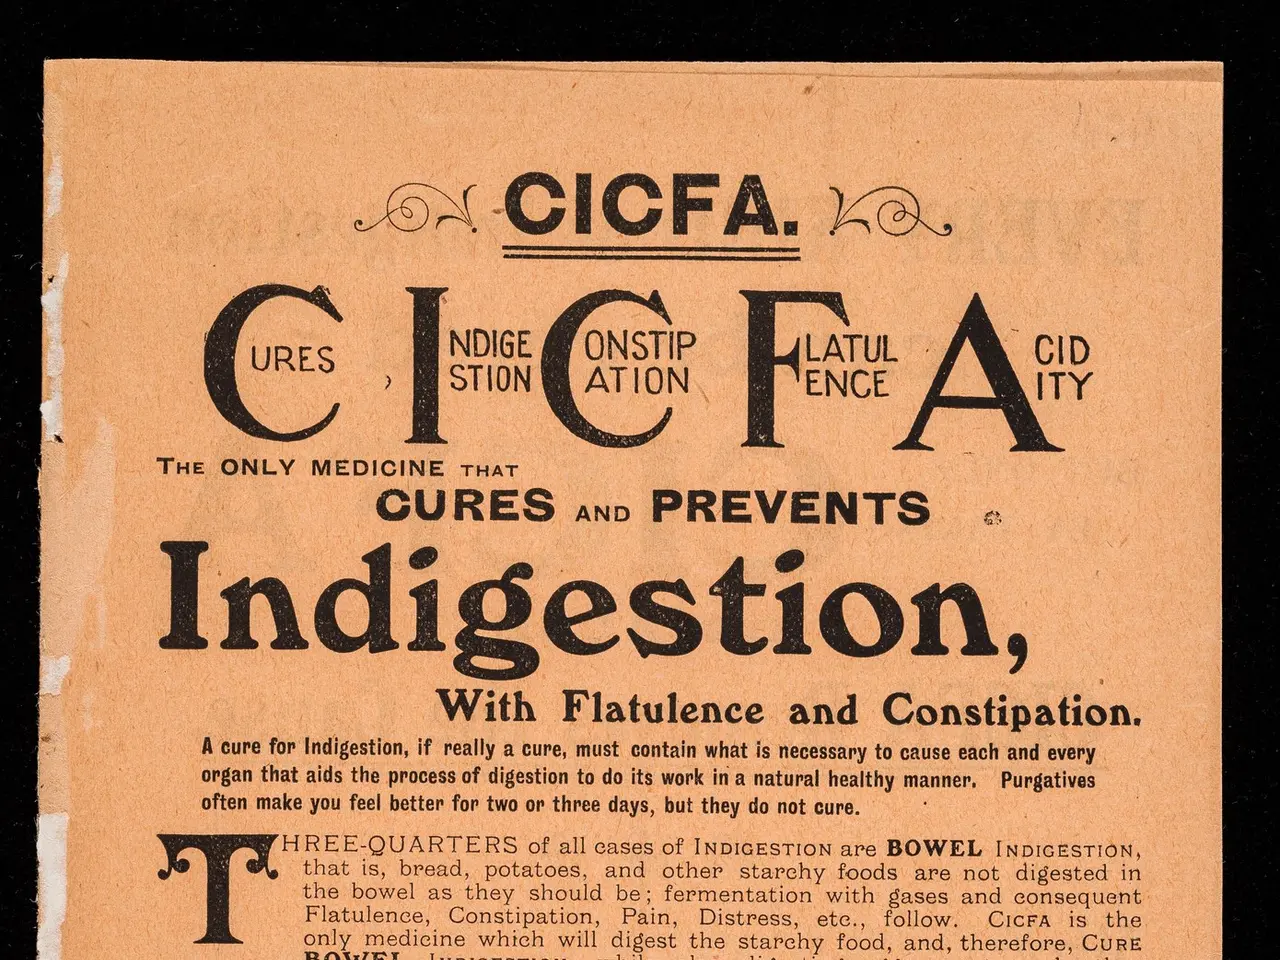 CICFA.
CURES INDIGESTION CONSTIPATION FLATULENCE ACIDITY
THE ONLY MEDICINE THAT
CURES AND PREVENTS
Indigestion,
With Flatulence and Constipation.
A cure for Indigestion, if really a cure, must contain what is necessary to cause each and every
organ that aids the process of digestion to do its work in a natural healthy manner. Purgatives
often make you feel better for two or three days, but they do not cure.
THREE-QUARTERS of all cases of INDIGESTION are BOWEL INDIGESTION,
that is, bread, potatoes, and other starchy foods are not digested in
the bowel as they should be; fermentation with gases and consequent
Flatulence, Constipation, Pain, Distress, etc., follow. CICFA is the
only medicine which will digest the starchy food, and, therefore, CURE
BOWEL INDIGESTION